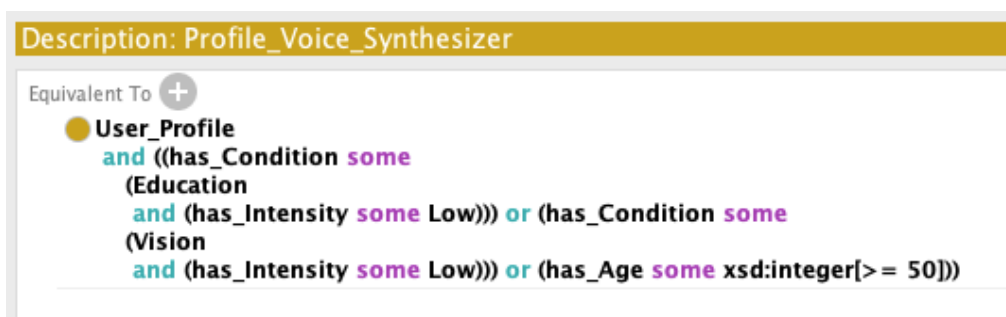 Description: Profile_Voice_Synthesizer
Equivalent To
User_Profile
and ((has_Condition some
(Education
and (has_Intensity some Low))) or (has_Condition some
(Vision
and (has_Intensity some Low))) or (has_Age some xsd:integer[>= 50]))